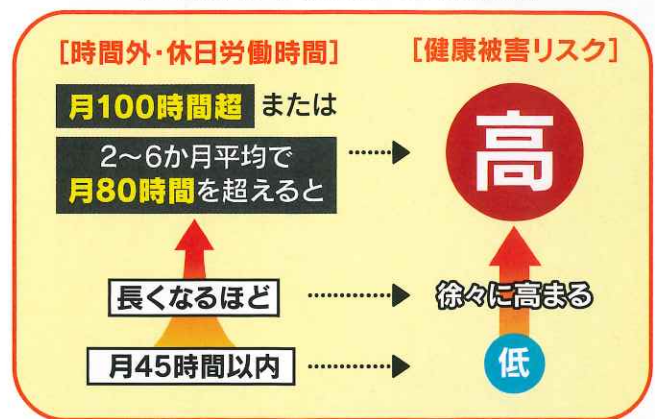 [時間外・休日労働時間]
[健康被害リスク]
月100時間超 または
2〜6か月平均で
月80時間を超えると
高
長くなるほど
徐々に高まる
月45時間以内
低